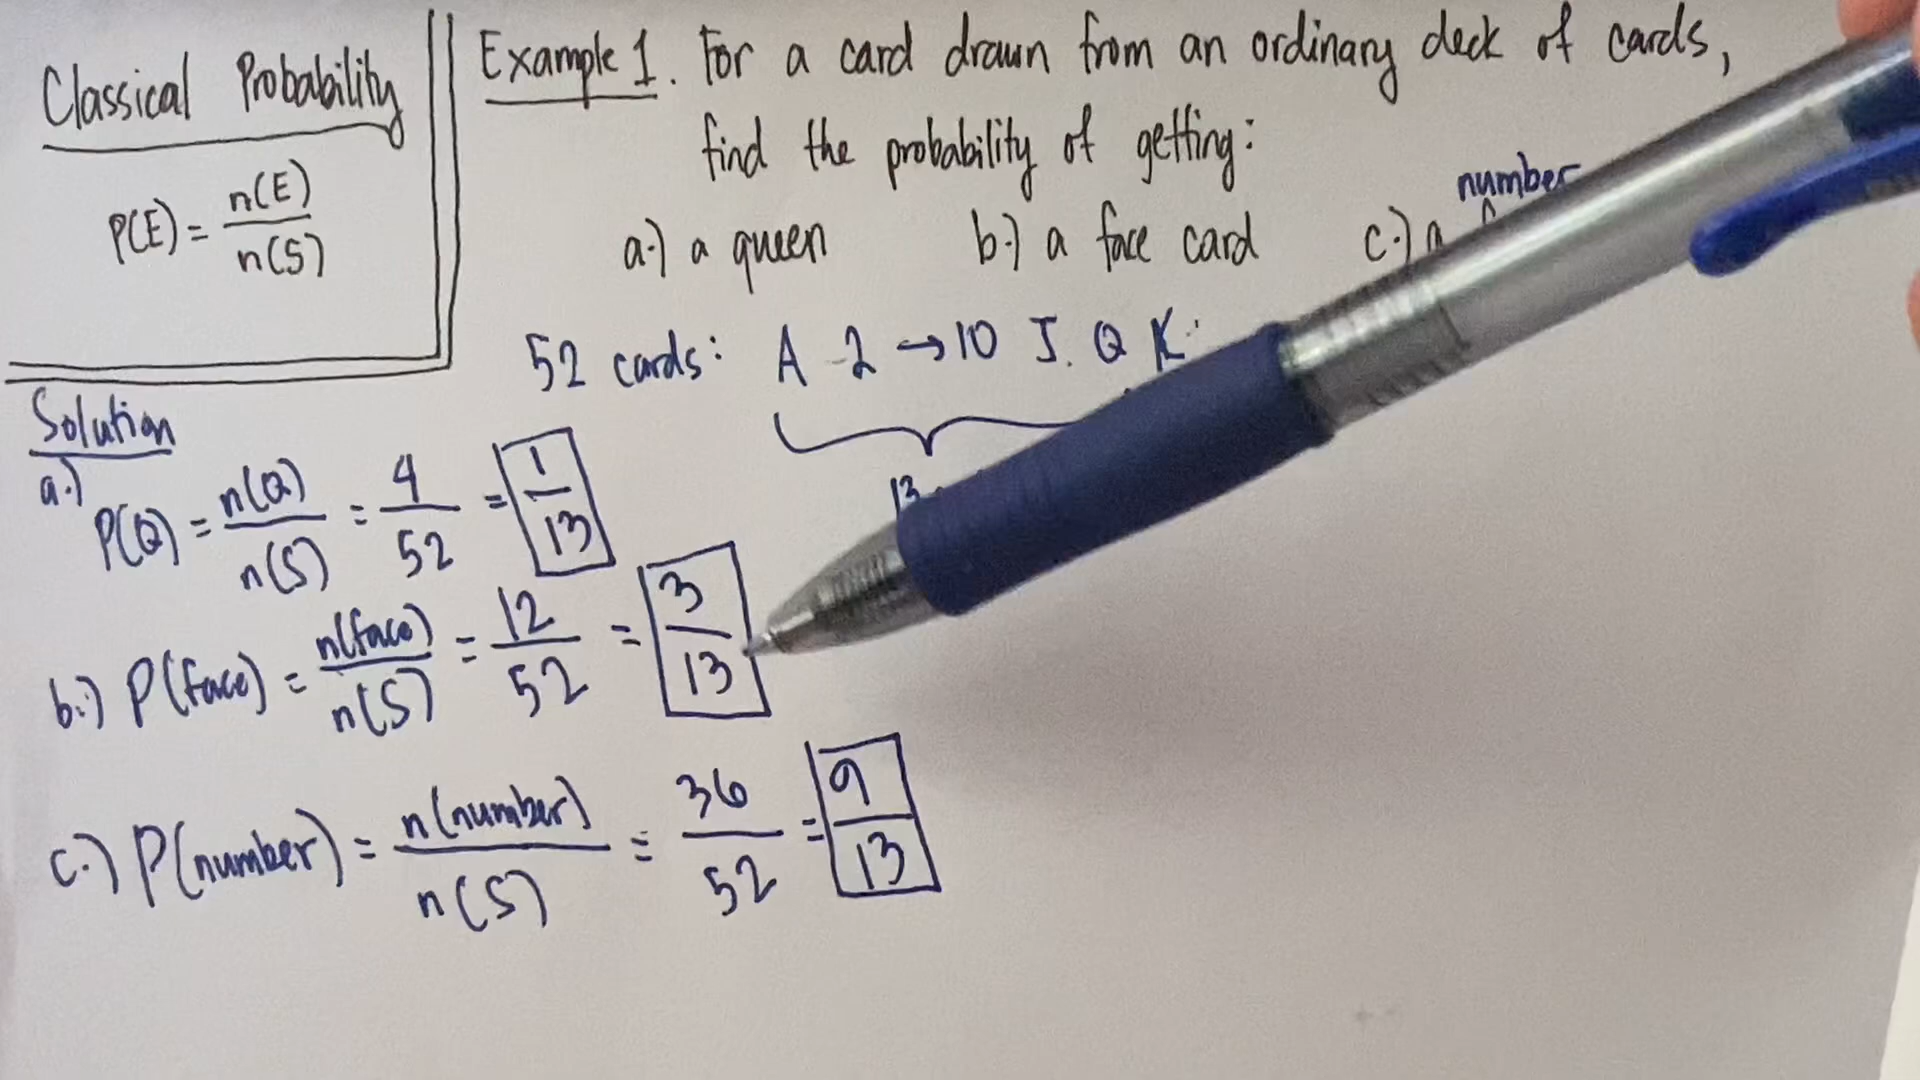 Classical Probability
P(E) = n(E) / n(S)
Example 1. For a card drawn from an ordinary deck of cards,
find the probability of getting:
number
a.) a queen b.) a face card c.) a
52 cards: A 2 → 10 J. Q K
13
Solution
a.) P(Q) = n(Q) / n(S) = 4 / 52 = 1 / 13
b.) P(face) = n(face) / n(S) = 12 / 52 = 3 / 13
c.) P(number) = n(number) / n(S) = 36 / 52 = 9 / 13